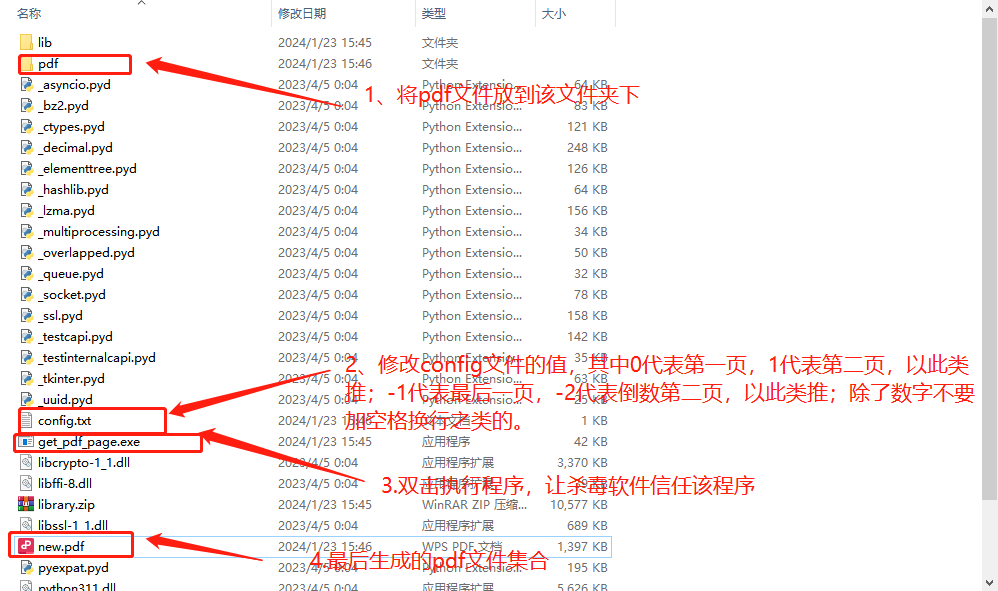 名称 修改日期 类型 大小
lib 2024/1/23 15:45 文件夹
pdf 2024/1/23 15:46 文件夹
_asyncio.pyd 2023/4/5 0:04 Python Extensio... 64 KB
1、将pdf文件放到该文件夹下
_bz2.pyd 2023/4/5 0:04 Python Extensio... 83 KB
_ctypes.pyd 2023/4/5 0:04 Python Extensio... 121 KB
_decimal.pyd 2023/4/5 0:04 Python Extensio... 248 KB
_elementtree.pyd 2023/4/5 0:04 Python Extensio... 126 KB
_hashlib.pyd 2023/4/5 0:04 Python Extensio... 64 KB
_lzma.pyd 2023/4/5 0:04 Python Extensio... 156 KB
_multiprocessing.pyd 2023/4/5 0:04 Python Extensio... 34 KB
_overlapped.pyd 2023/4/5 0:04 Python Extensio... 50 KB
_queue.pyd 2023/4/5 0:04 Python Extensio... 32 KB
_socket.pyd 2023/4/5 0:04 Python Extensio... 78 KB
_ssl.pyd 2023/4/5 0:04 Python Extensio... 158 KB
_testcapi.pyd 2023/4/5 0:04 Python Extensio... 142 KB
_testinternalcapi.pyd 2023/4/5 0:04 Python Extensio... 35 KB
2、修改config文件的值，其中0代表第一页，1代表第二页，以此类
_tkinter.pyd 2023/4/5 0:04 Python Extensio... 63 KB
推；-1代表最后一页，-2代表倒数第二页，以此类推；除了数字不要
_uuid.pyd 2023/4/5 0:04 Python Extensio... KB
加空格换行之类的。
config.txt 2024/1/23 文本文档 1 KB
get_pdf_page.exe 2024/1/23 15:45 应用程序 42 KB
libcrypto-1_1.dll 2023/4/5 0:04 应用程序扩展 3,370 KB
libffi-8.dll 2023/4/5 0:04 应用程序扩展 KB
3.双击执行程序，让杀毒软件信任该程序
library.zip 2024/1/23 15:45 WinRAR ZIP 压缩... 10,577 KB
libssl-1_1.dll 2023/4/5 0:04 应用程序扩展 689 KB
new.pdf 2024/1/23 15:46 WPS PDF 文档 1,397 KB
4.最后生成的pdf文件集合
pyexpat.pyd 2023/4/5 0:04 Python Extensio... 195 KB
python311.dll 2023/4/5 0:04 应用程序扩展 5,626 KB